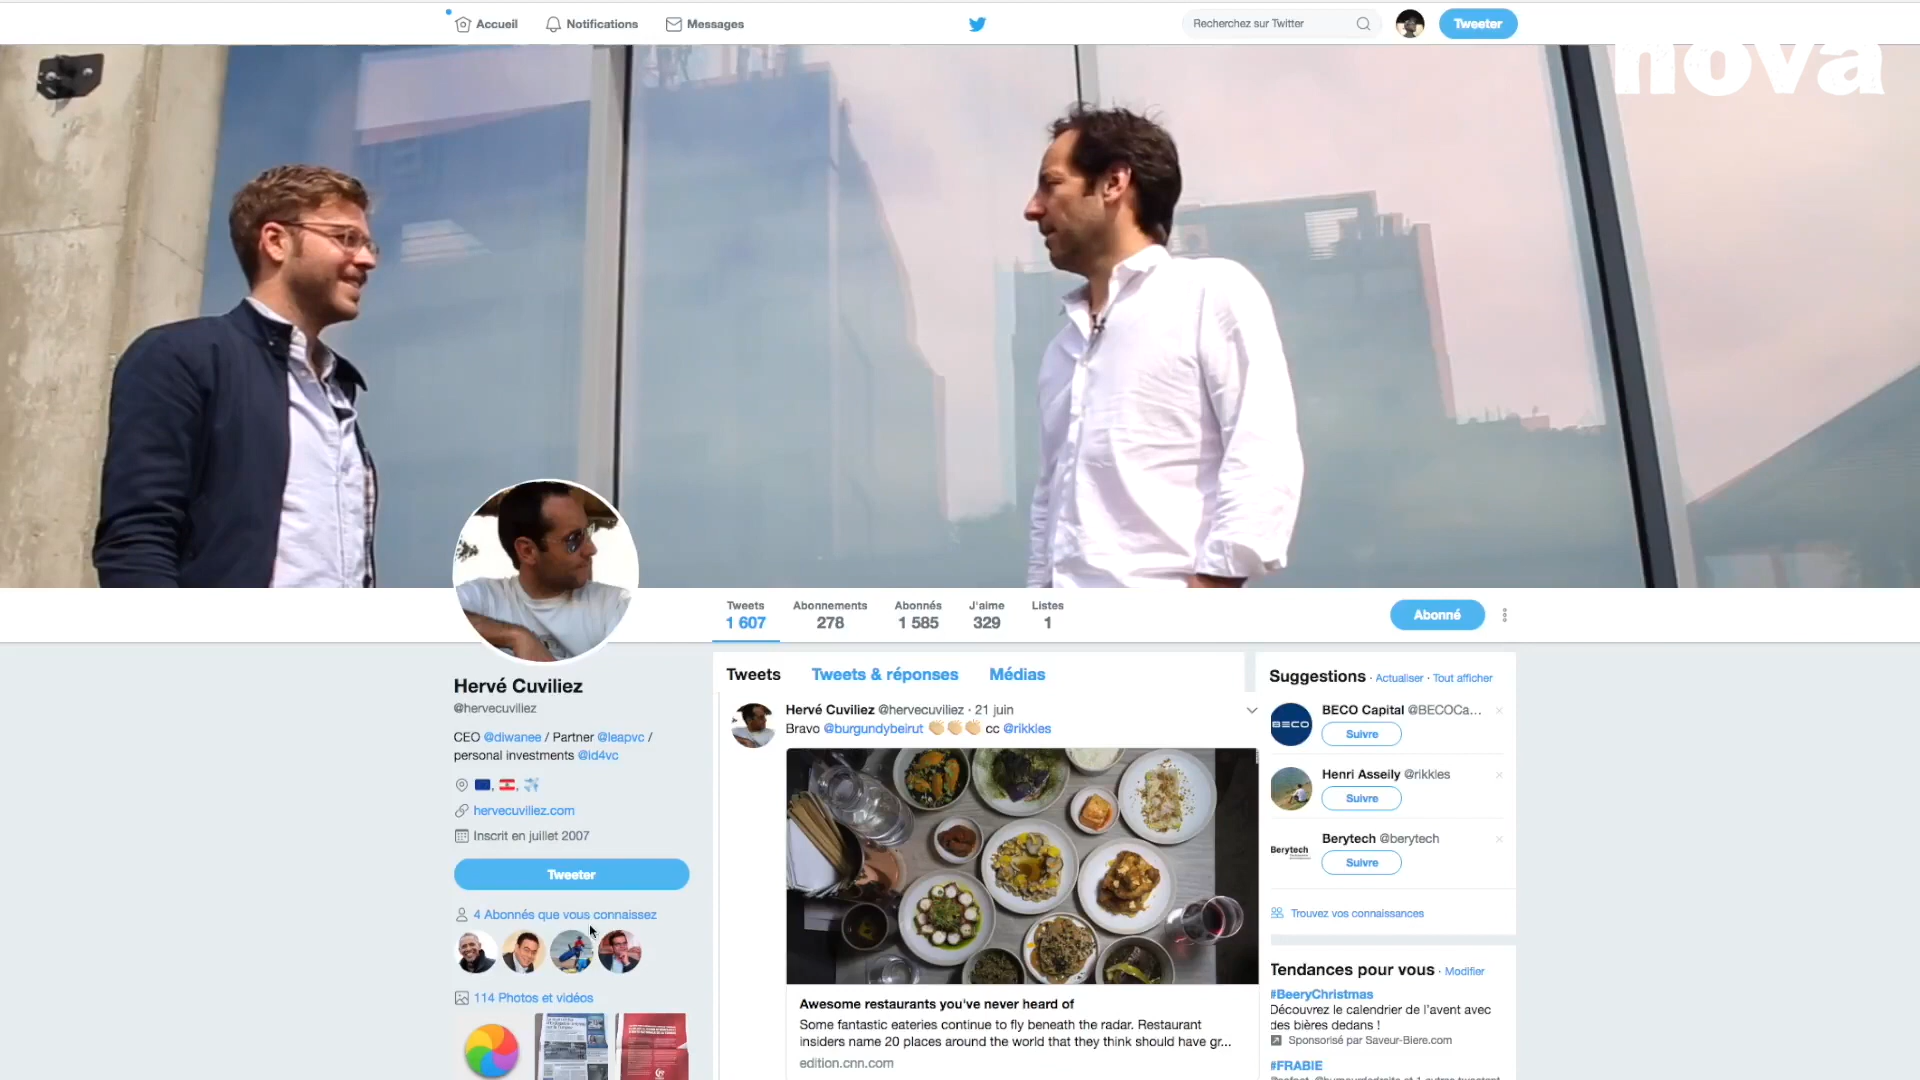 Accueil
Notifications
Messages
Recherchez sur Twitter
Tweeter
nova
Tweets
1 607
Abonnements
278
Abonnés
1 585
J'aime
329
Listes
1
Abonné
Hervé Cuviliez
@hervecuviliez
CEO @diwanee / Partner @leapvc /
personal investments @id4vc
hervecuviliez.com
Inscrit en juillet 2007
Tweeter
4 Abonnés que vous connaissez
114 Photos et vidéos
Tweets
Tweets & réponses
Médias
Hervé Cuviliez @hervecuviliez · 21 juin
Bravo @burgundybeirut 👏🏼👏🏼👏🏼 cc @rikkles
Awesome restaurants you've never heard of
Some fantastic eateries continue to fly beneath the radar. Restaurant
insiders name 20 places around the world that they think should have gr...
edition.cnn.com
Suggestions · Actualiser · Tout afficher
BECO
BECO Capital @BECOCa...
Suivre
Henri Asseily @rikkles
Suivre
Berytech
Berytech @berytech
Suivre
Trouvez vos connaissances
Tendances pour vous · Modifier
#BeeryChristmas
Découvrez le calendrier de l'avent avec
des bières dedans !
Sponsorisé par Saveur-Biere.com
#FRABIE